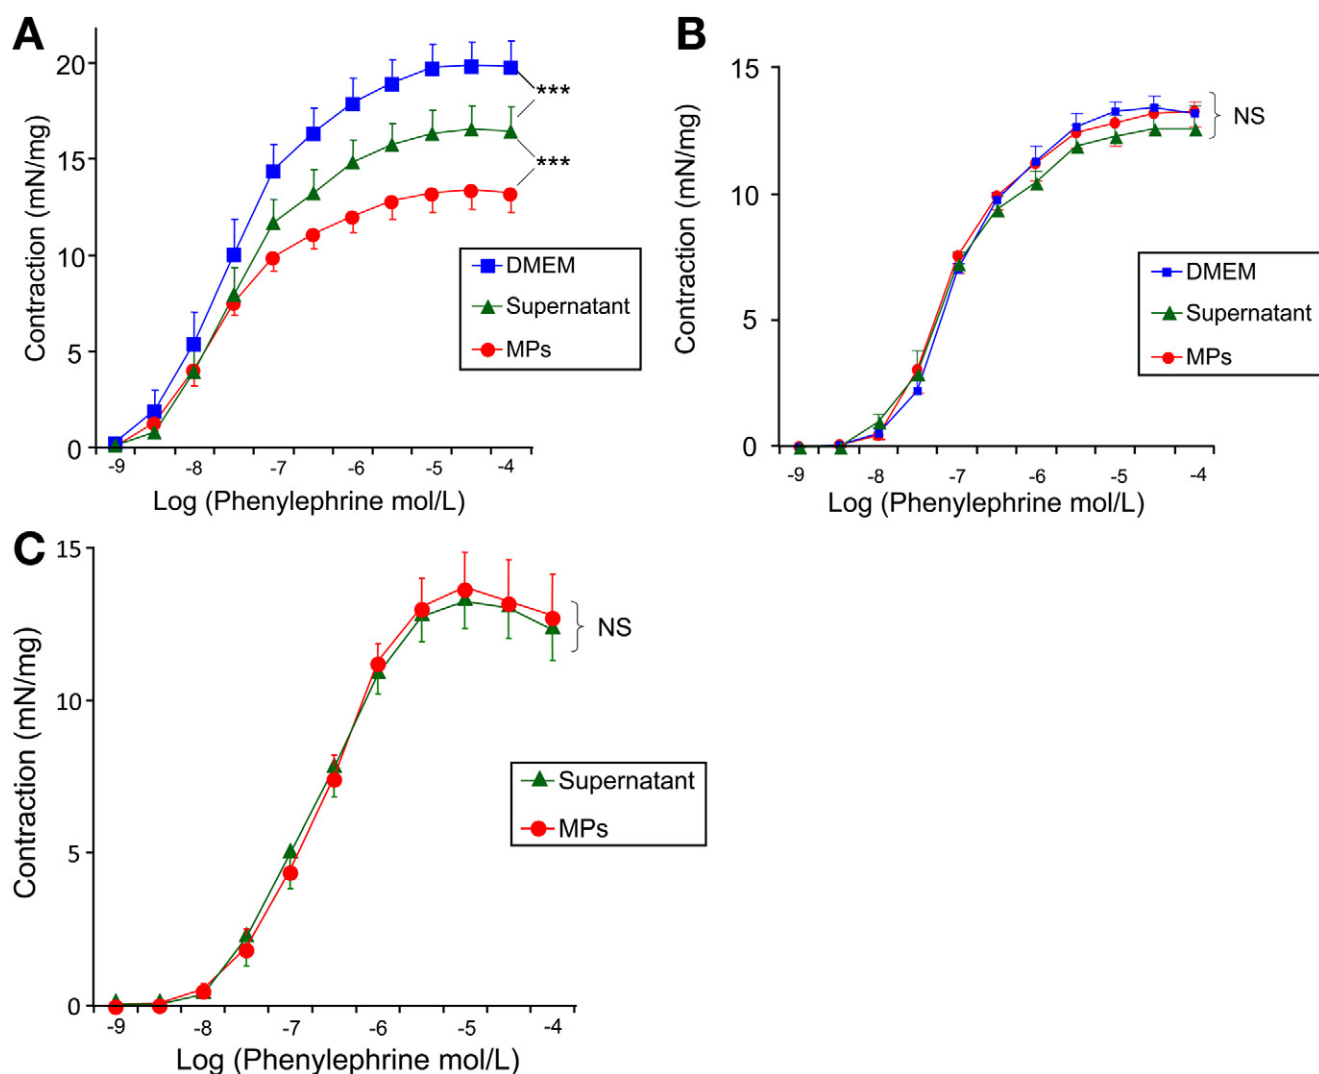 A
Contraction (mN/mg)
20
15
10
5
0
***
***
DMEM
Supernatant
MPs
-9 -8 -7 -6 -5 -4
Log (Phenylephrine mol/L)
B
Contraction (mN/mg)
15
10
5
0
NS
DMEM
Supernatant
MPs
-9 -8 -7 -6 -5 -4
Log (Phenylephrine mol/L)
C
Contraction (mN/mg)
15
10
5
0
NS
Supernatant
MPs
-9 -8 -7 -6 -5 -4
Log (Phenylephrine mol/L)